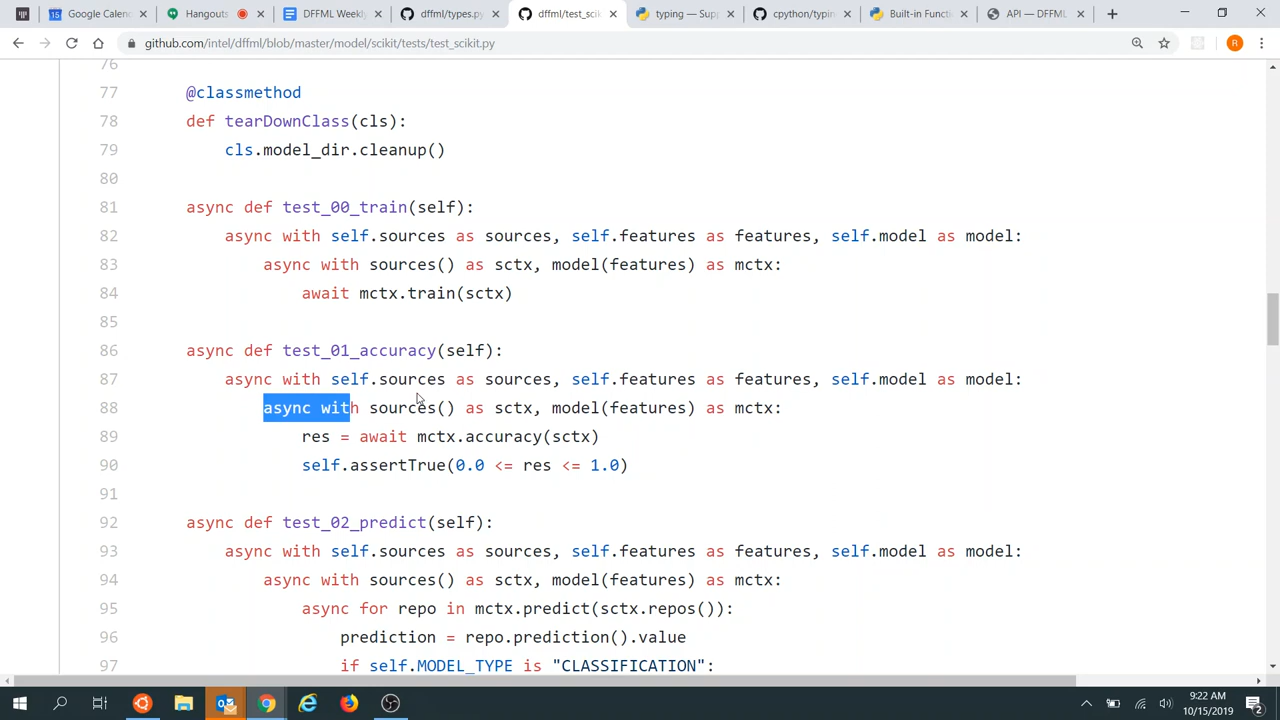 Google Calenc
Hangouts
DFFML Weekly
dffml/types.py
dffml/test_scik
typing — Supp
cpython/typin
Built-in Functi
API — DFFML
github.com/intel/dffml/blob/master/model/scikit/tests/test_scikit.py
R
76
77 @classmethod
78 def tearDownClass(cls):
79 cls.model_dir.cleanup()
80
81 async def test_00_train(self):
82 async with self.sources as sources, self.features as features, self.model as model:
83 async with sources() as sctx, model(features) as mctx:
84 await mctx.train(sctx)
85
86 async def test_01_accuracy(self):
87 async with self.sources as sources, self.features as features, self.model as model:
88 async with sources() as sctx, model(features) as mctx:
89 res = await mctx.accuracy(sctx)
90 self.assertTrue(0.0 <= res <= 1.0)
91
92 async def test_02_predict(self):
93 async with self.sources as sources, self.features as features, self.model as model:
94 async with sources() as sctx, model(features) as mctx:
95 async for repo in mctx.predict(sctx.repos()):
96 prediction = repo.prediction().value
97 if self.MODEL_TYPE is "CLASSIFICATION":
9:22 AM
10/15/2019
2